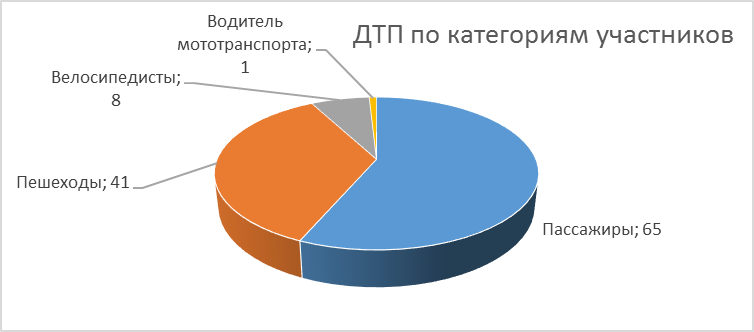 ДТП по категориям участников
Водитель
мототранспорта;
1
Велосипедисты;
8
Пешеходы; 41
Пассажиры; 65